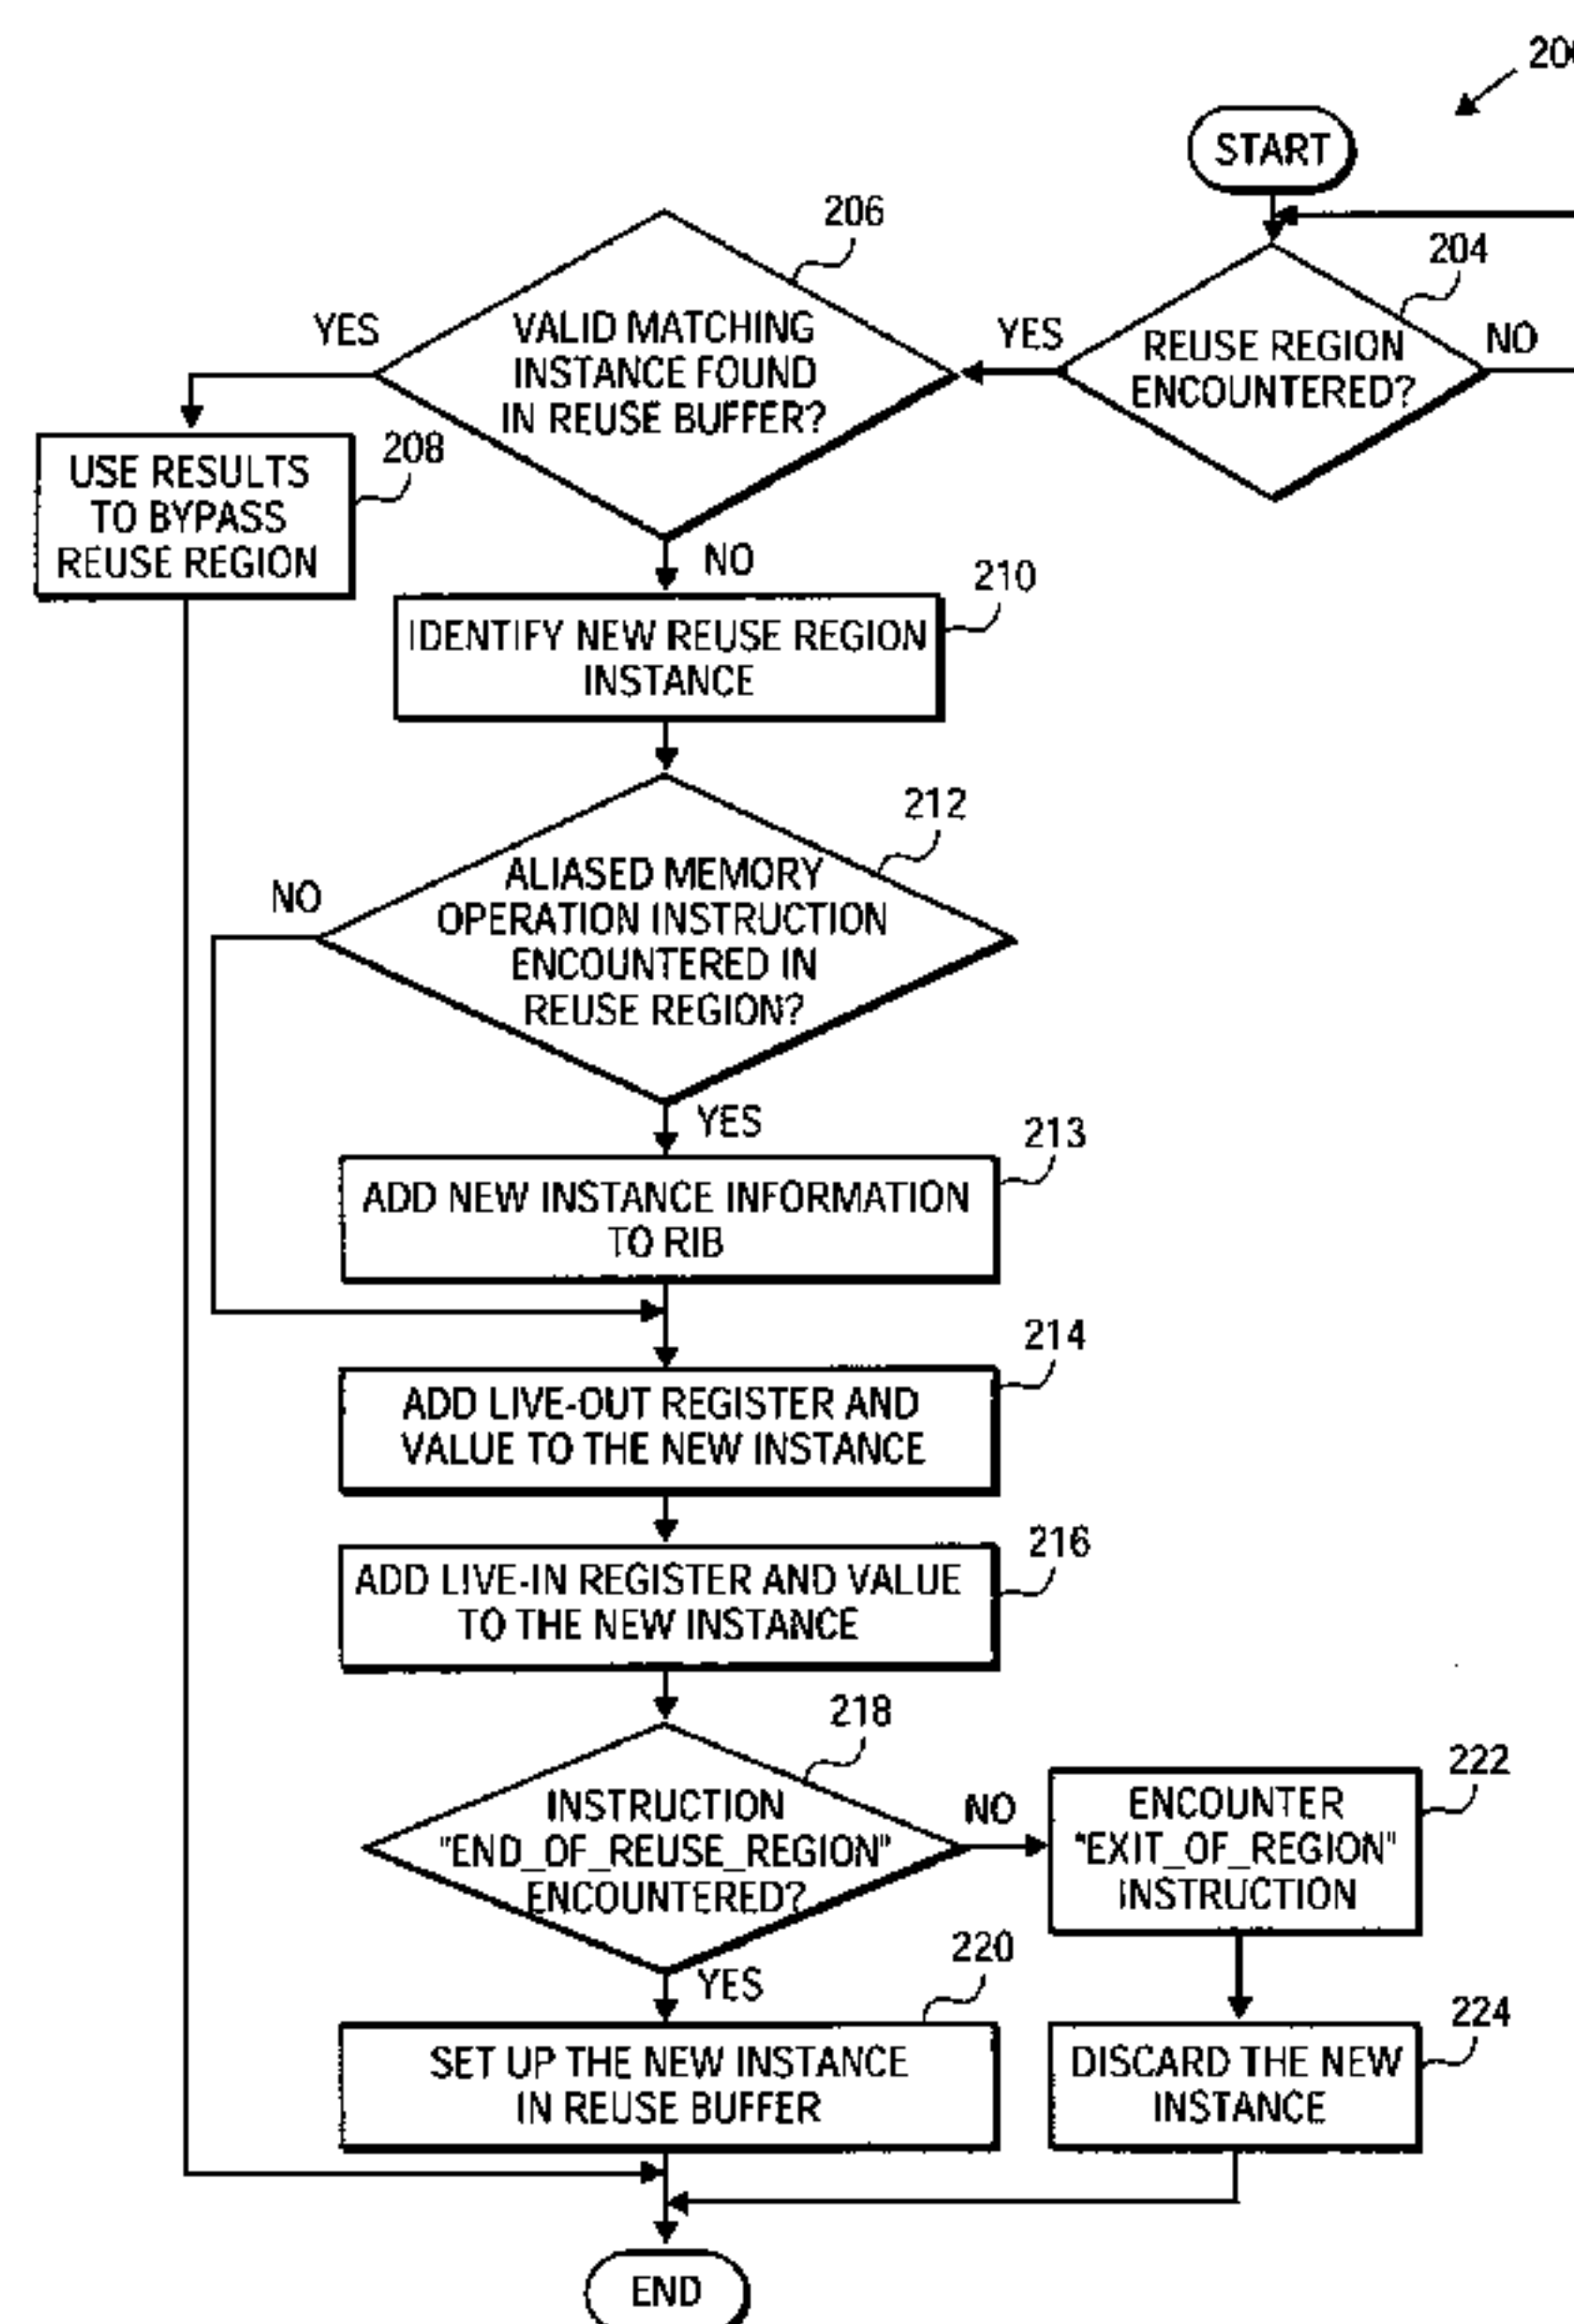 200
START
206
204
YES
VALID MATCHING
INSTANCE FOUND
IN REUSE BUFFER?
YES
REUSE REGION
ENCOUNTERED?
NO
USE RESULTS
TO BYPASS
REUSE REGION
208
NO
210
IDENTIFY NEW REUSE REGION
INSTANCE
212
NO
ALIASED MEMORY
OPERATION INSTRUCTION
ENCOUNTERED IN
REUSE REGION?
YES
213
ADD NEW INSTANCE INFORMATION
TO RIB
214
ADD LIVE-OUT REGISTER AND
VALUE TO THE NEW INSTANCE
216
ADD LIVE-IN REGISTER AND VALUE
TO THE NEW INSTANCE
218
INSTRUCTION
"END_OF_REUSE_REGION"
ENCOUNTERED?
NO
222
ENCOUNTER
"EXIT_OF_REGION"
INSTRUCTION
YES
220
SET UP THE NEW INSTANCE
IN REUSE BUFFER
224
DISCARD THE NEW
INSTANCE
END